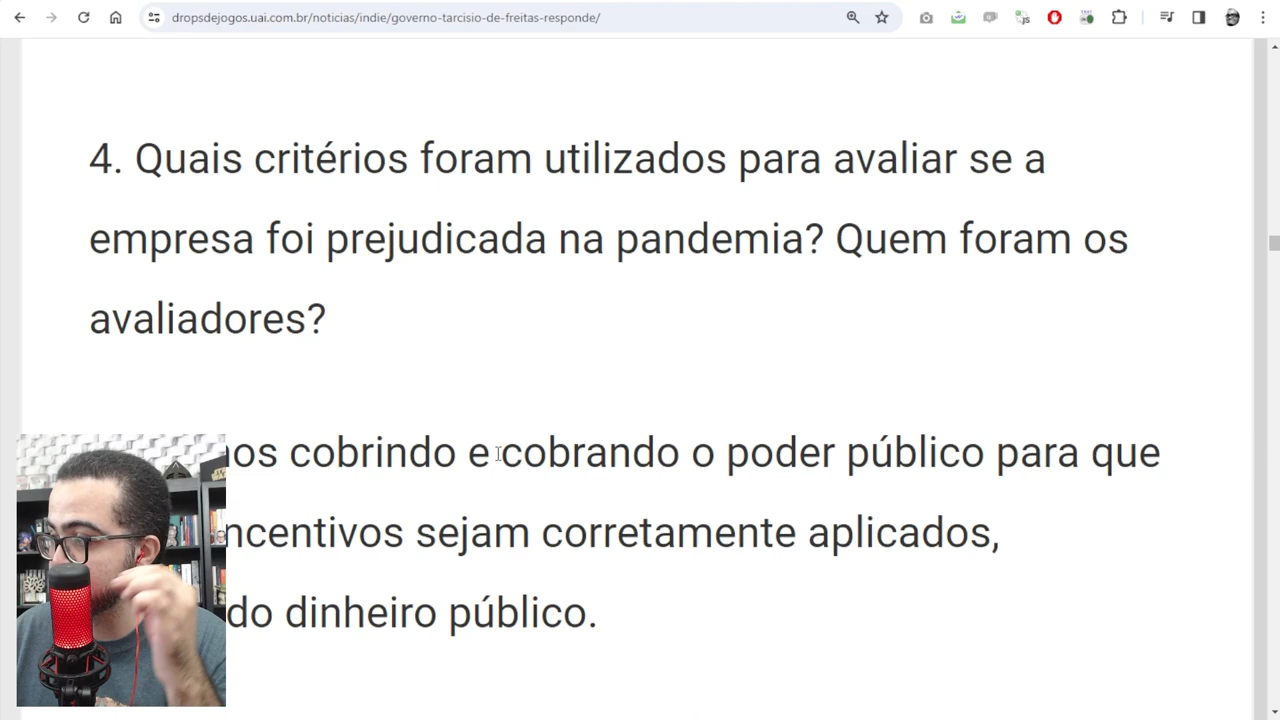 dropsdejogos.uai.com.br/noticias/indie/governo-tarcisio-de-freitas-responde/
4. Quais critérios foram utilizados para avaliar se a
empresa foi prejudicada na pandemia? Quem foram os
avaliadores?
cobrindo e cobrando o poder público para que
sejam corretamente aplicados,
do dinheiro público.